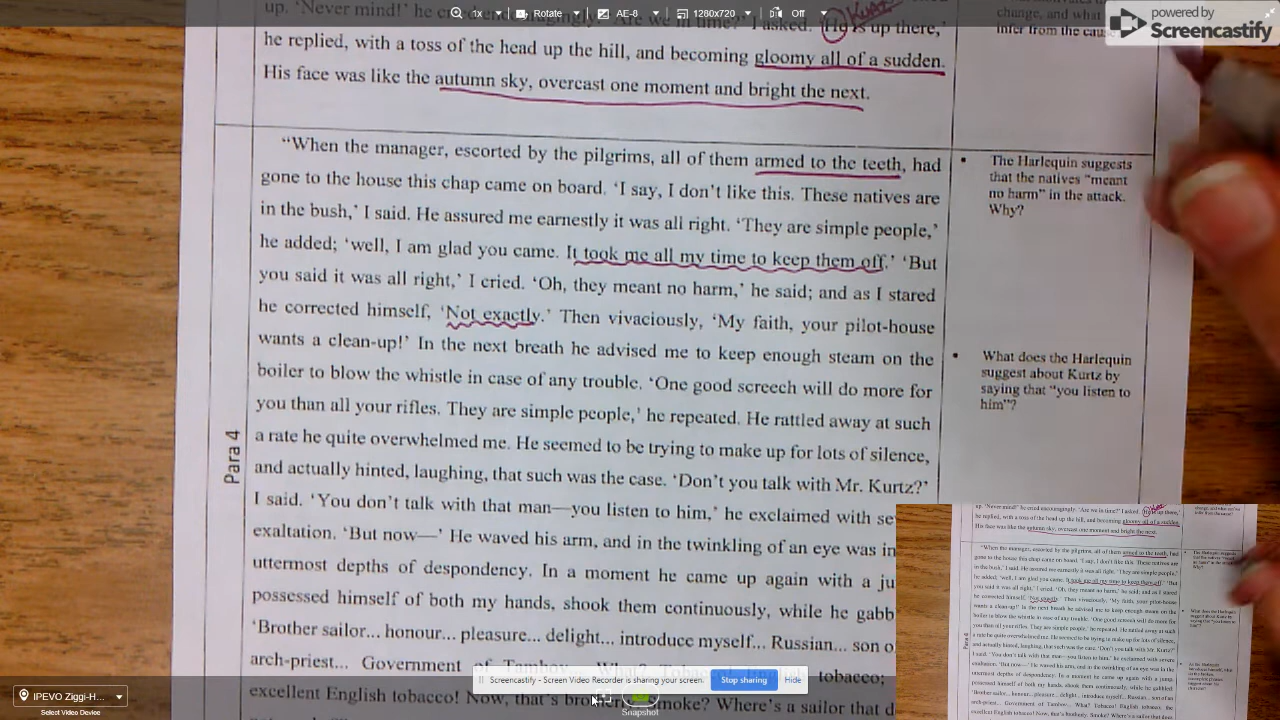 1x Rotate AE-8 1280x720 Off
powered by
Screencastify
up. 'Never mind!' he cried encouragingly. 'Are we in time?' I asked. 'He is up there,'
Kurtz
he replied, with a toss of the head up the hill, and becoming gloomy all of a sudden.
His face was like the autumn sky, overcast one moment and bright the next.
change, and what
infer from the
Para 4
"When the manager, escorted by the pilgrims, all of them armed to the teeth, had
gone to the house this chap came on board. 'I say, I don't like this. These natives are
in the bush,' I said. He assured me earnestly it was all right. 'They are simple people,'
he added; 'well, I am glad you came. It took me all my time to keep them off.' 'But
you said it was all right,' I cried. 'Oh, they meant no harm,' he said; and as I stared
he corrected himself, 'Not exactly.' Then vivaciously, 'My faith, your pilot-house
wants a clean-up!' In the next breath he advised me to keep enough steam on the
boiler to blow the whistle in case of any trouble. 'One good screech will do more for
you than all your rifles. They are simple people,' he repeated. He rattled away at such
a rate he quite overwhelmed me. He seemed to be trying to make up for lots of silence,
and actually hinted, laughing, that such was the case. 'Don't you talk with Mr. Kurtz?'
I said. 'You don't talk with that man—you listen to him,' he exclaimed with se
exaltation. 'But now—' He waved his arm, and in the twinkling of an eye was in
uttermost depths of despondency. In a moment he came up again with a ju
possessed himself of both my hands, shook them continuously, while he gabb
'Brother sailor... honour... pleasure... delight... introduce myself... Russian... son o
arch-priest... Government of Tambov... What? tobacco;
excellent English tobacco! Now, that's smoke? Where's a sailor that d
• The Harlequin suggests
that the natives "meant
no harm" in the attack.
Why?
• What does the Harlequin
suggest about Kurtz by
saying that "you listen to
him"?
Screencastify - Screen Video Recorder is sharing your screen. Stop sharing Hide
IPEVO Ziggi-H...
Select Video Device
Snapshot